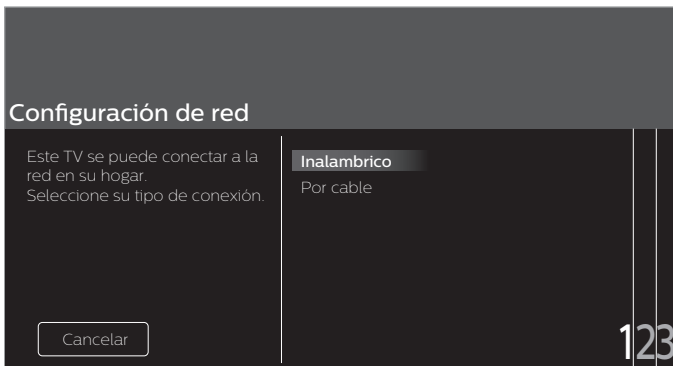 Configuración de red
Este TV se puede conectar a la
red en su hogar.
Seleccione su tipo de conexión.
Inalambrico
Por cable
Cancelar
123